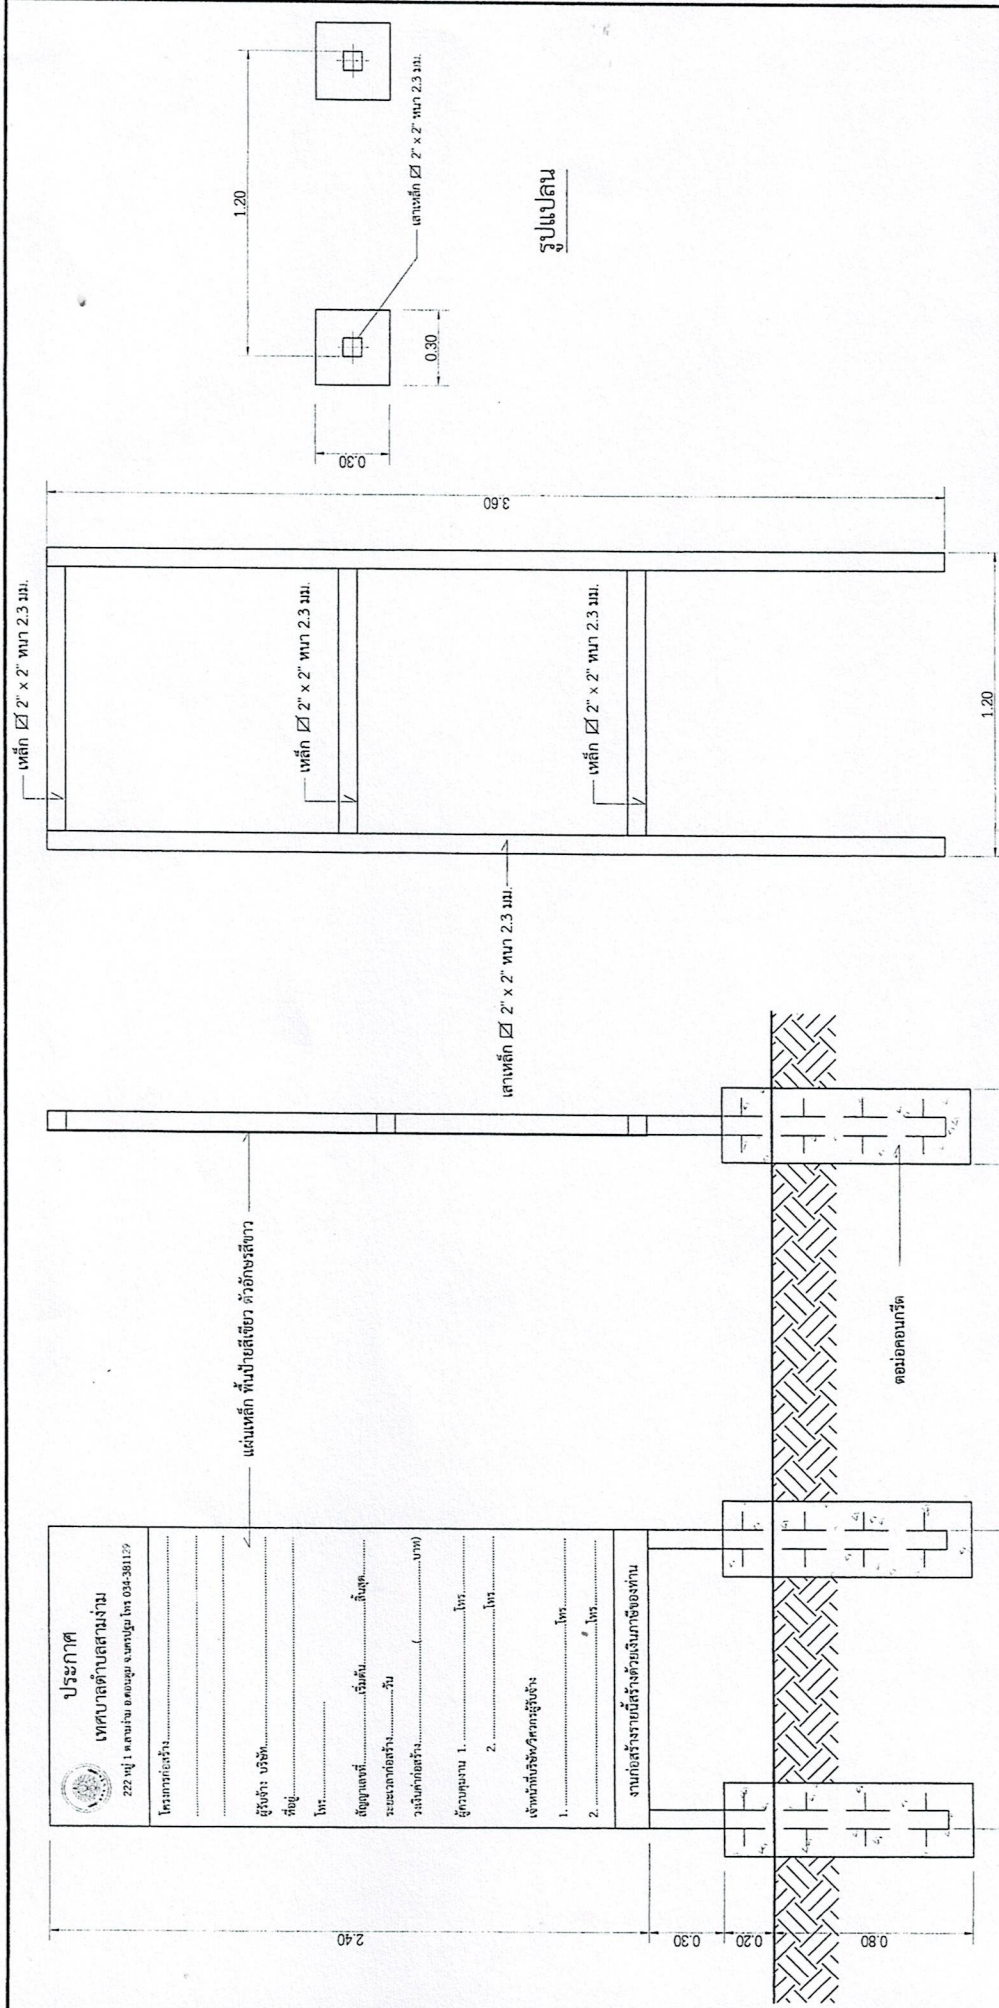 ประกาศ
เทศบาลตำบลสามง่าม
222 หมู่ 1 ต.สามง่าม อ.ดอนตูม จ.นครปฐม โทร 034-381129
โครงการก่อสร้าง
ผู้รับจ้าง บริษัท
ที่อยู่
โทร
สัญญาเลขที่ เริ่มต้น สิ้นสุด
ระยะเวลาก่อสร้าง วัน
วงเงินค่าก่อสร้าง ( บาท)
ผู้ควบคุมงาน 1. โทร
2. โทร
เจ้าหน้าที่บริษัท/วิศวกรผู้รับจ้าง
1. โทร
2. โทร
งานก่อสร้างรายนี้สร้างด้วยเงินภาษีของท่าน
2.40
0.30
0.20
0.80
แผ่นเหล็ก พื้นป้ายสีเขียว ตัวอักษรสีขาว
ตอม่อคอนกรีต
เหล็ก 2" x 2" หนา 2.3 มม.
เหล็ก 2" x 2" หนา 2.3 มม.
เหล็ก 2" x 2" หนา 2.3 มม.
เสาเหล็ก 2" x 2" หนา 2.3 มม.
3.60
1.20
1.20
เสาเหล็ก 2" x 2" หนา 2.3 มม.
0.30
0.30
รูปแปลน